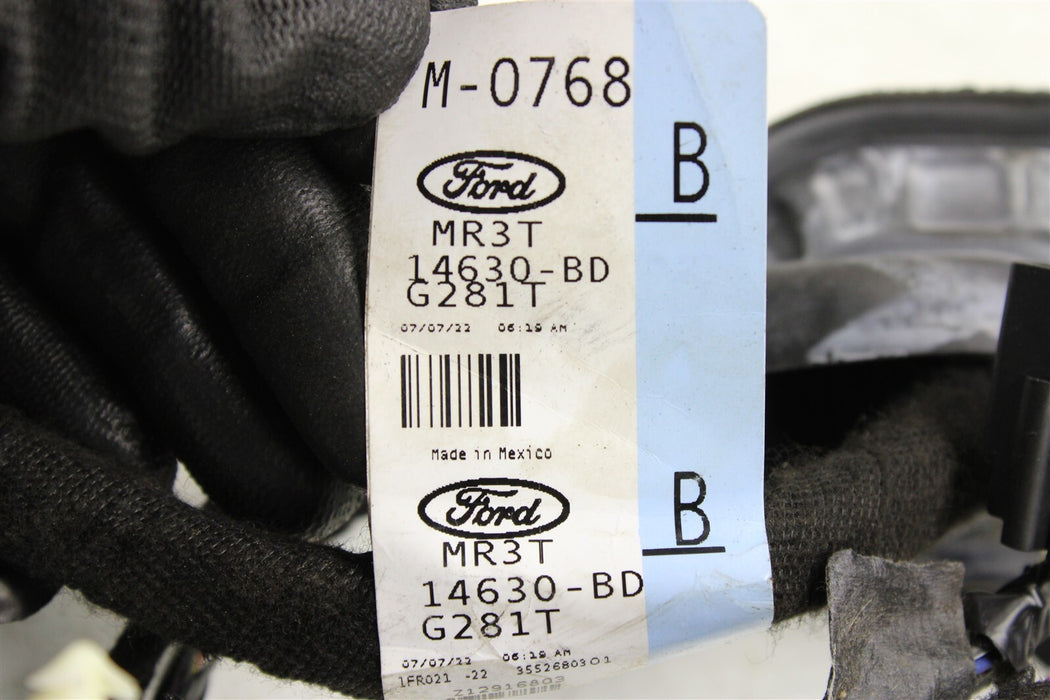 M-0768
B
Ford
MR3T
14630-BD
G281T
07/07/22 06:19 AM
Made in Mexico
Ford
B
MR3T
14630-BD
G281T
07/07/22 06:19 AM
1FR021 -22 3552680301
Z12916803